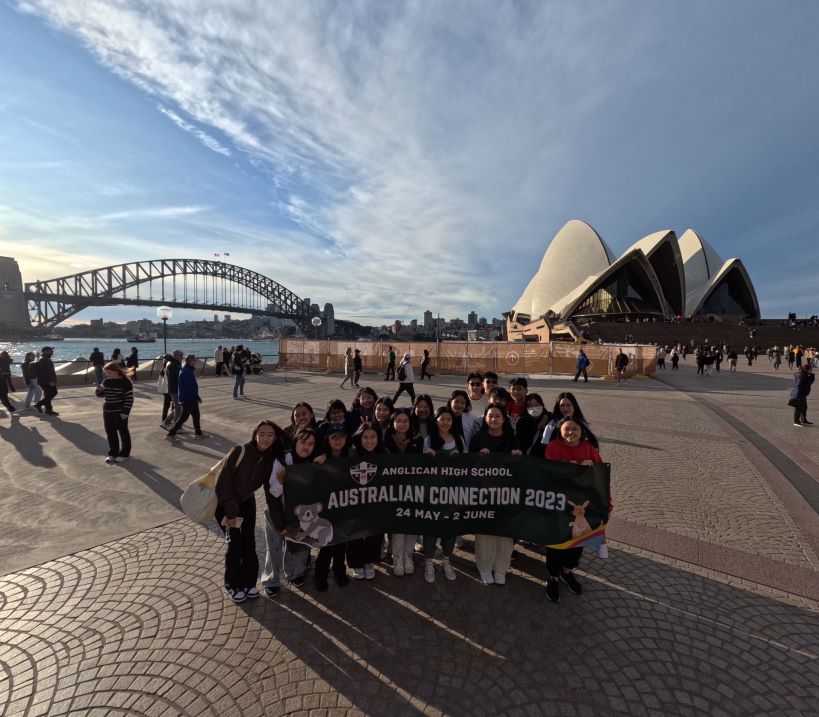 ANGLICAN HIGH SCHOOL
AUSTRALIAN CONNECTION 2023
24 MAY - 2 JUNE